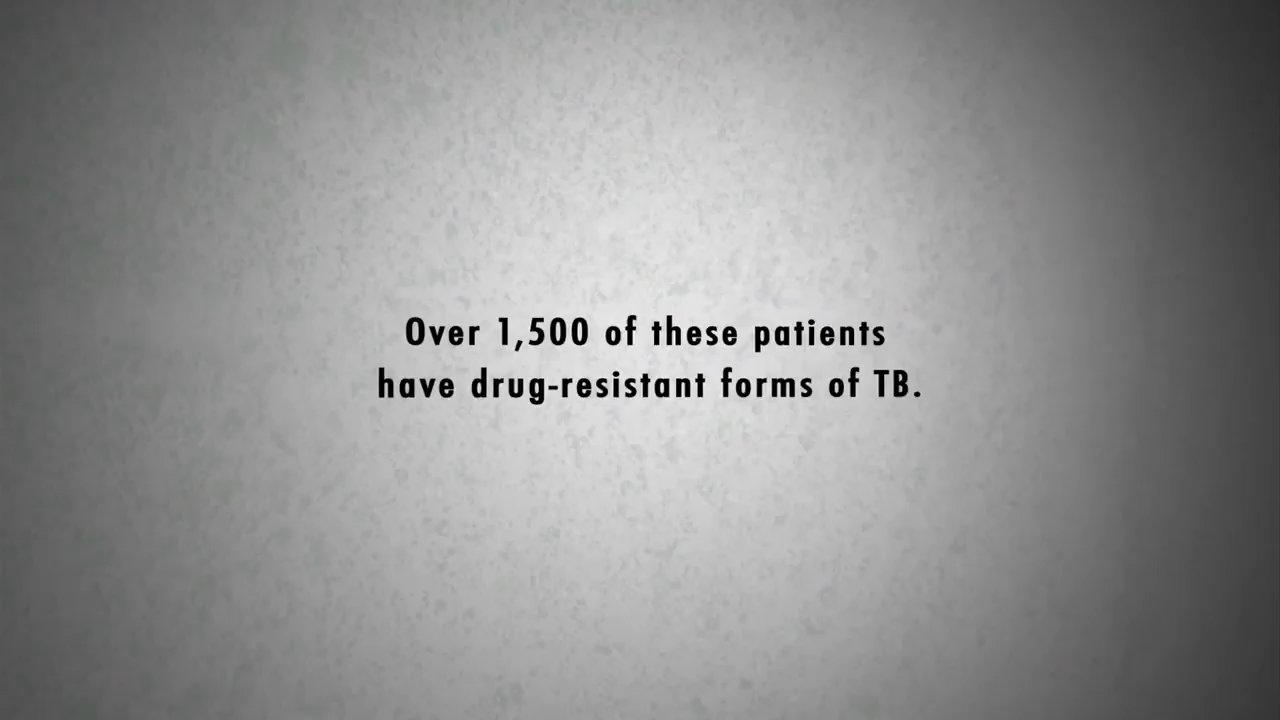 Over 1,500 of these patients
have drug-resistant forms of TB.